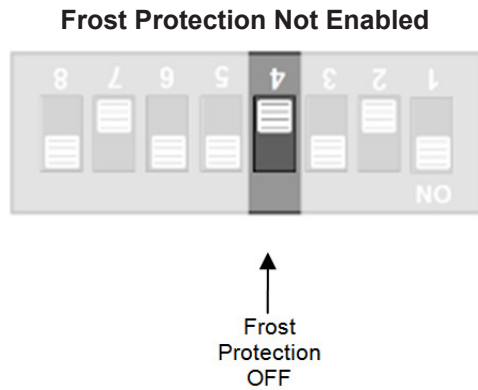 Frost Protection Not Enabled
8 7 6 5 4 3 2 1
ON
Frost
Protection
OFF